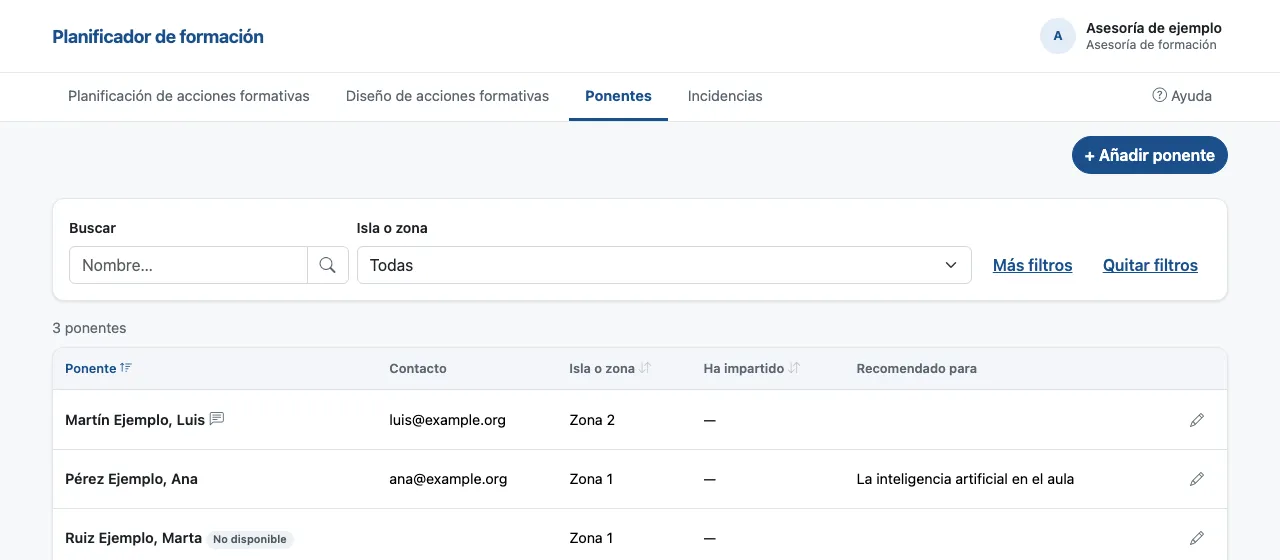 Planificador de formación
A
Asesoría de ejemplo
Asesoría de formación
Planificación de acciones formativas Diseño de acciones formativas Ponentes Incidencias ? Ayuda
+ Añadir ponente
Buscar Isla o zona
Nombre... Todas Más filtros Quitar filtros
3 ponentes
Ponente Contacto Isla o zona Ha impartido Recomendado para
Martín Ejemplo, Luis luis@example.org Zona 2 —
Pérez Ejemplo, Ana ana@example.org Zona 1 — La inteligencia artificial en el aula
Ruiz Ejemplo, Marta No disponible Zona 1 —